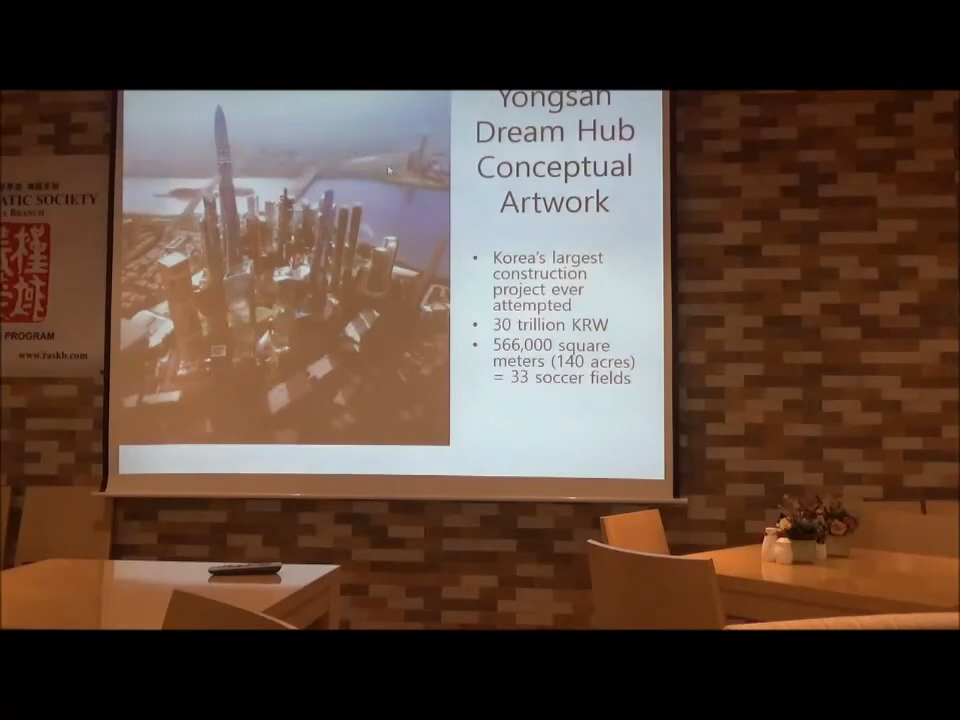 ATIC SOCIETY
BRANCH
PROGRAM
www.raskb.com
Yongsan
Dream Hub
Conceptual
Artwork
• Korea's largest
construction
project ever
attempted
• 30 trillion KRW
• 566,000 square
meters (140 acres)
= 33 soccer fields